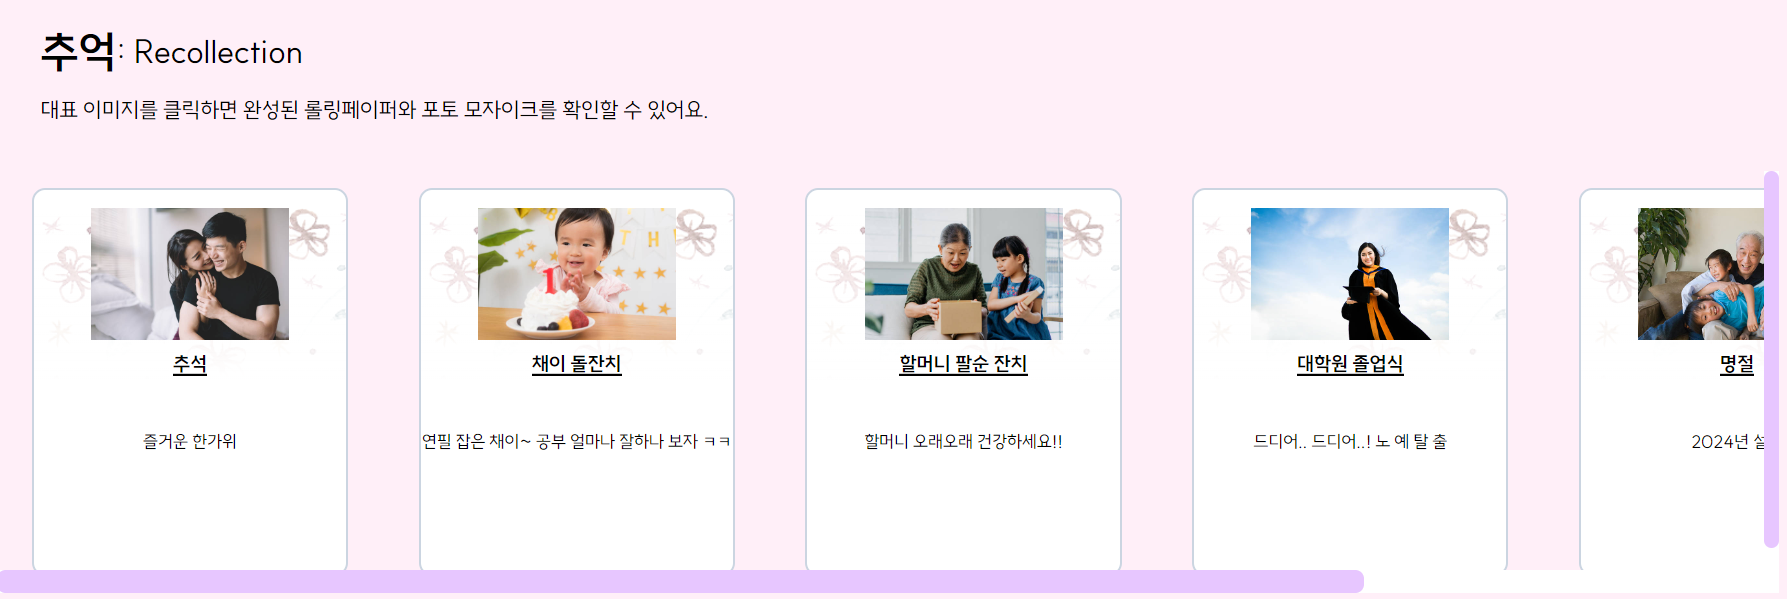 추억: Recollection
대표 이미지를 클릭하면 완성된 롤링페이퍼와 포토 모자이크를 확인할 수 있어요.
추석
즐거운 한가위
1
T H
채이 돌잔치
연필 잡은 채이~ 공부 얼마나 잘하나 보자 ㅋㅋ
할머니 팔순 잔치
할머니 오래오래 건강하세요!!
대학원 졸업식
드디어.. 드디어..! 노 예 탈 출
명절
2024년 설